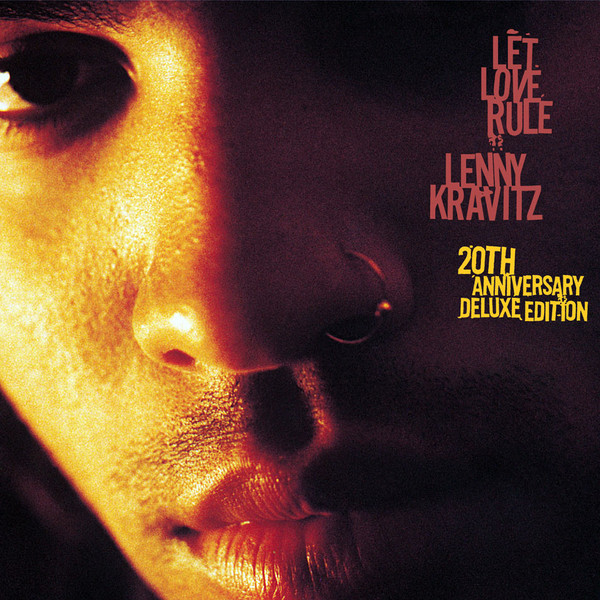 LET
LOVE
RULE
LENNY
KRAVITZ
20TH
ANNIVERSARY
DELUXE EDITION